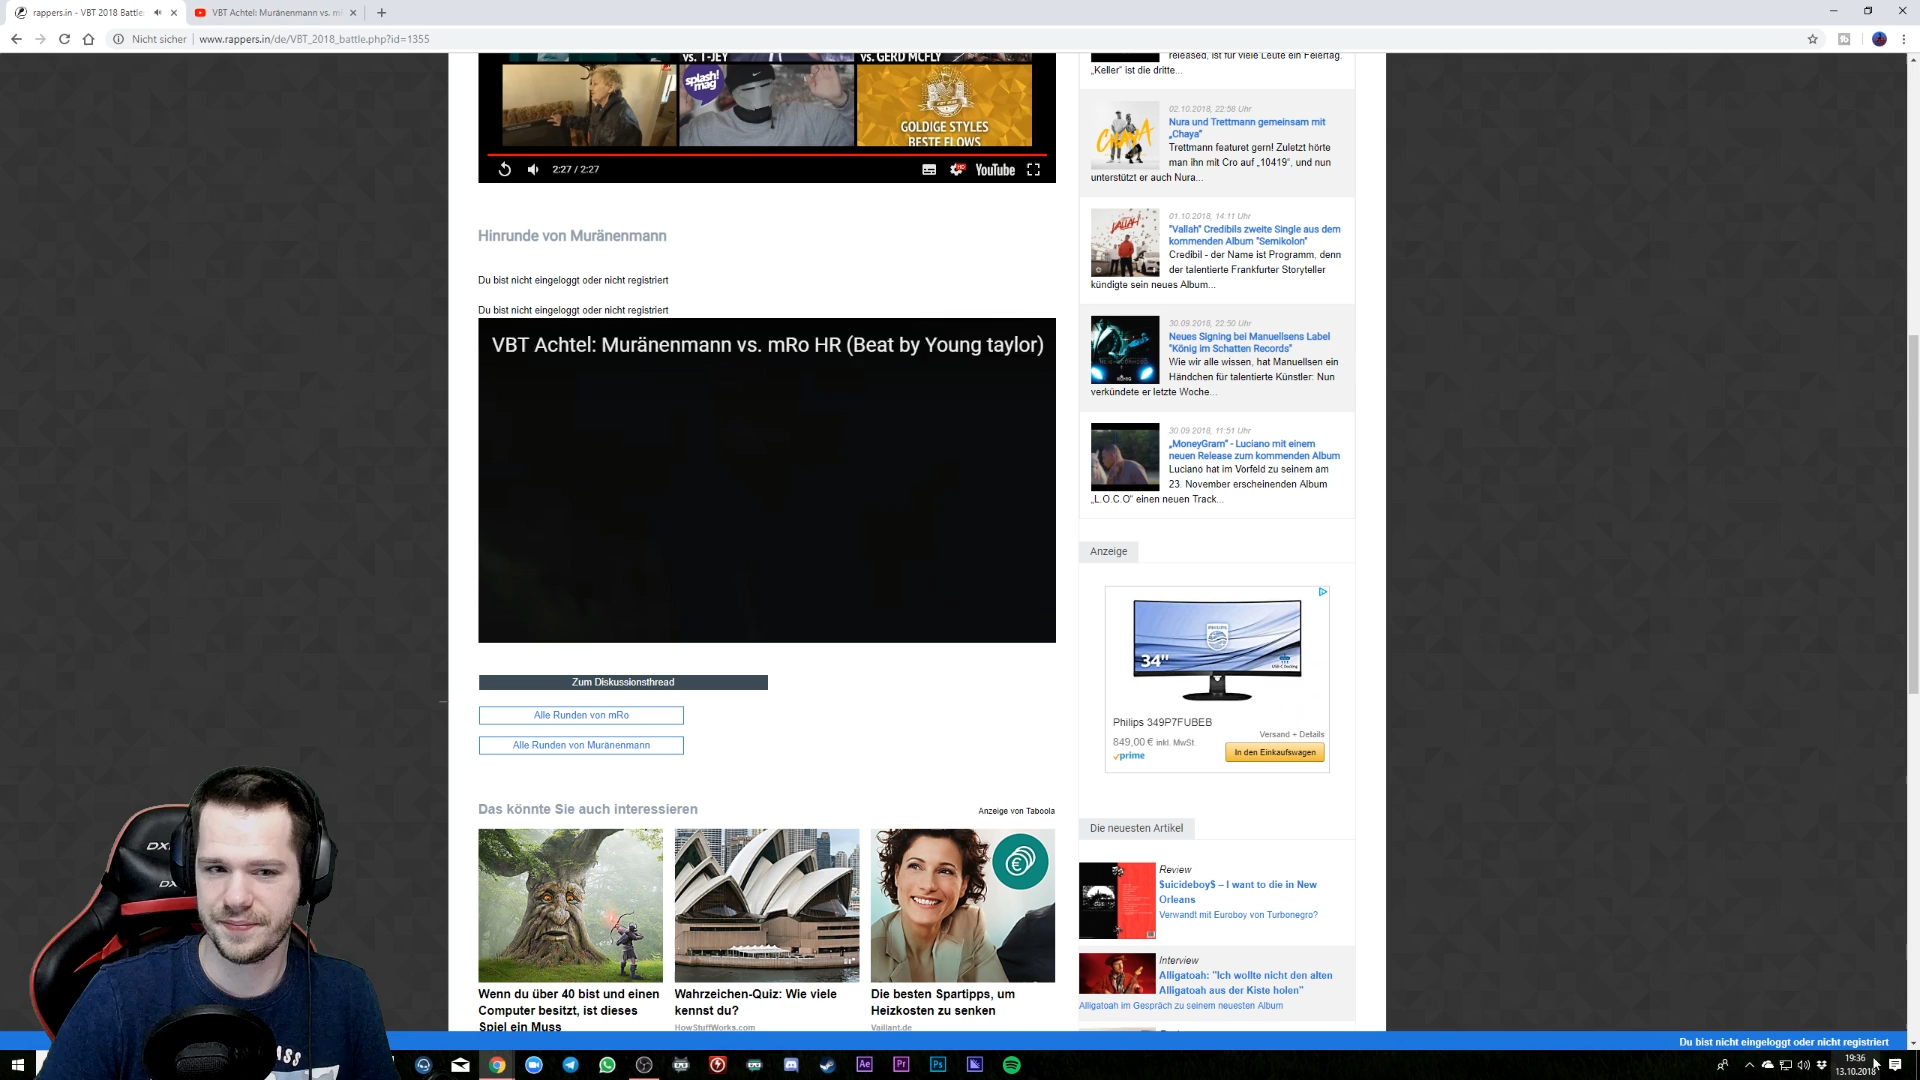 rappers.in - VBT 2018 Battle:
VBT Achtel: Muränenmann vs. mR
Nicht sicher
www.rappers.in/de/VBT_2018_battle.php?id=1355
vs. T-JEY
vs. GERD MCFLY
splash!
mag
GOLDIGE STYLES
BESTE FLOWS
2:27 / 2:27
YouTube
Hinrunde von Muränenmann
Du bist nicht eingeloggt oder nicht registriert
Du bist nicht eingeloggt oder nicht registriert
VBT Achtel: Muränenmann vs. mRo HR (Beat by Young taylor)
Zum Diskussionsthread
Alle Runden von mRo
Alle Runden von Muränenmann
Das könnte Sie auch interessieren
Anzeige von Taboola
Wenn du über 40 bist und einen
Computer besitzt, ist dieses
Spiel ein Muss
Wahrzeichen-Quiz: Wie viele
kennst du?
HowStuffWorks.com
Die besten Spartipps, um
Heizkosten zu senken
Vaillant.de
released, ist für viele Leute ein Feiertag.
„Keller" ist die dritte...
02.10.2018, 22:58 Uhr
Nura und Trettmann gemeinsam mit
„Chaya"
Trettmann featuret gern! Zuletzt hörte
man ihn mit Cro auf „10419", und nun
unterstützt er auch Nura...
CHAYA
01.10.2018, 14:11 Uhr
"Vallah" Credibils zweite Single aus dem
kommenden Album "Semikolon"
Credibil - der Name ist Programm, denn
der talentierte Frankfurter Storyteller
kündigte sein neues Album...
VALLAH
30.09.2018, 22:50 Uhr
Neues Signing bei Manuellsens Label
"König im Schatten Records"
Wie wir alle wissen, hat Manuellsen ein
Händchen für talentierte Künstler: Nun
verkündete er letzte Woche...
30.09.2018, 11:51 Uhr
„MoneyGram" - Luciano mit einem
neuen Release zum kommenden Album
Luciano hat im Vorfeld zu seinem am
23. November erscheinenden Album
„L.O.C.O" einen neuen Track...
Anzeige
34"
Philips 349P7FUBEB
Versand + Details
849,00 € inkl. MwSt.
prime
In den Einkaufswagen
Die neuesten Artikel
Review
$uicideboy$ – I want to die in New
Orleans
Verwandt mit Euroboy von Turbonegro?
Interview
Alligatoah: "Ich wollte nicht den alten
Alligatoah aus der Kiste holen"
Alligatoah im Gespräch zu seinem neuesten Album
Du bist nicht eingeloggt oder nicht registriert
DX
DX
ASS
Ae
Pr
Ps
19:36
13.10.2018